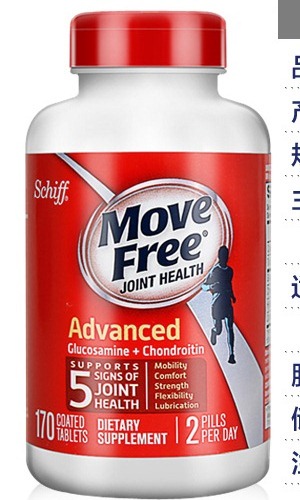 Schiff®
Move
Free®
JOINT HEALTH
Advanced
Glucosamine + Chondroitin
SUPPORTS
5 SIGNS OF
JOINT
HEALTH
Mobility
Comfort
Strength
Flexibility
Lubrication
170 COATED
TABLETS
DIETARY
SUPPLEMENT
2 PILLS
PER DAY